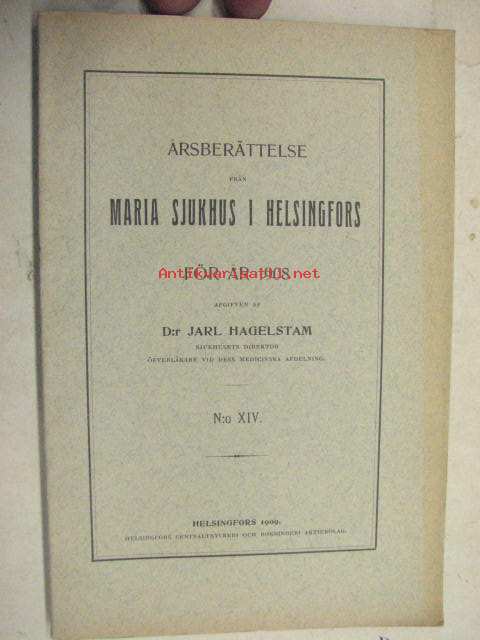 ÅRSBERÄTTELSE
FRÅN
MARIA SJUKHUS I HELSINGFORS
FÖR ÅR 1908
Antikvariaatti.net
AFGIFVEN AF
D:r JARL HAGELSTAM
SJUKHUSETS DIREKTOR
ÖFVERLÄKARE VID DESS MEDICINSKA AFDELNING.
N:o XIV.
HELSINGFORS 1909.
HELSINGFORS CENTRALTRYCKERI OCH BOKBINDERI AKTIEBOLAG.